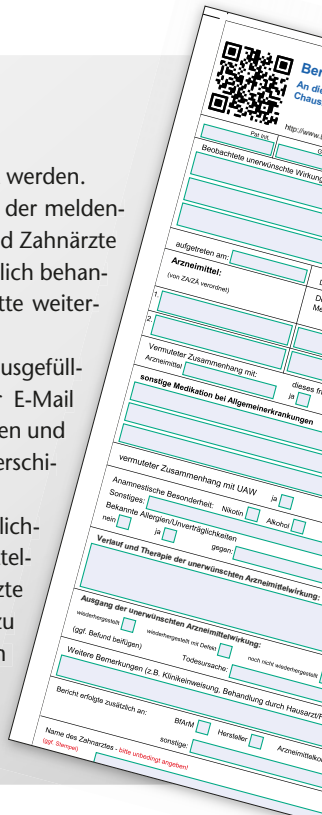 werden.
der melden-
d Zahnärzte
lich behan-
tte weiter-
usgefüll-
E-Mail
en und
erschi-
lich-
ttel-
zte
zu
Ber
An die
Chaus
http://www.
Pat.Init.
Beobachtete unerwünschte Wirkung
aufgetreten am:
Arzneimittel:
(von ZA/ZÄ verordnet)
1.
2.
Vermuteter Zusammenhang mit:
Arzneimittel
dieses fr
ja
sonstige Medikation bei Allgemeinerkrankungen
vermuteter Zusammenhang mit UAW
ja
Anamnestische Besonderheit:
Nikotin
Alkohol
Sonstiges:
Bekannte Allergien/Unverträglichkeiten
nein
ja
gegen:
Verlauf und Therapie der unerwünschten Arzneimittelwirkung:
Ausgang der unerwünschten Arzneimittelwirkung:
wiederhergestellt
wiederhergestellt mit Defekt
noch nicht wiederhergestellt
(ggf. Befund beifügen)
Todesursache:
Weitere Bemerkungen (z.B. Klinikeinweisung, Behandlung durch Hausarzt/F
Bericht erfolgte zusätzlich an:
BfArM
Hersteller
Arzneimittelko
sonstige:
Name des Zahnarztes - bitte unbedingt angeben!
(ggf. Stempel)